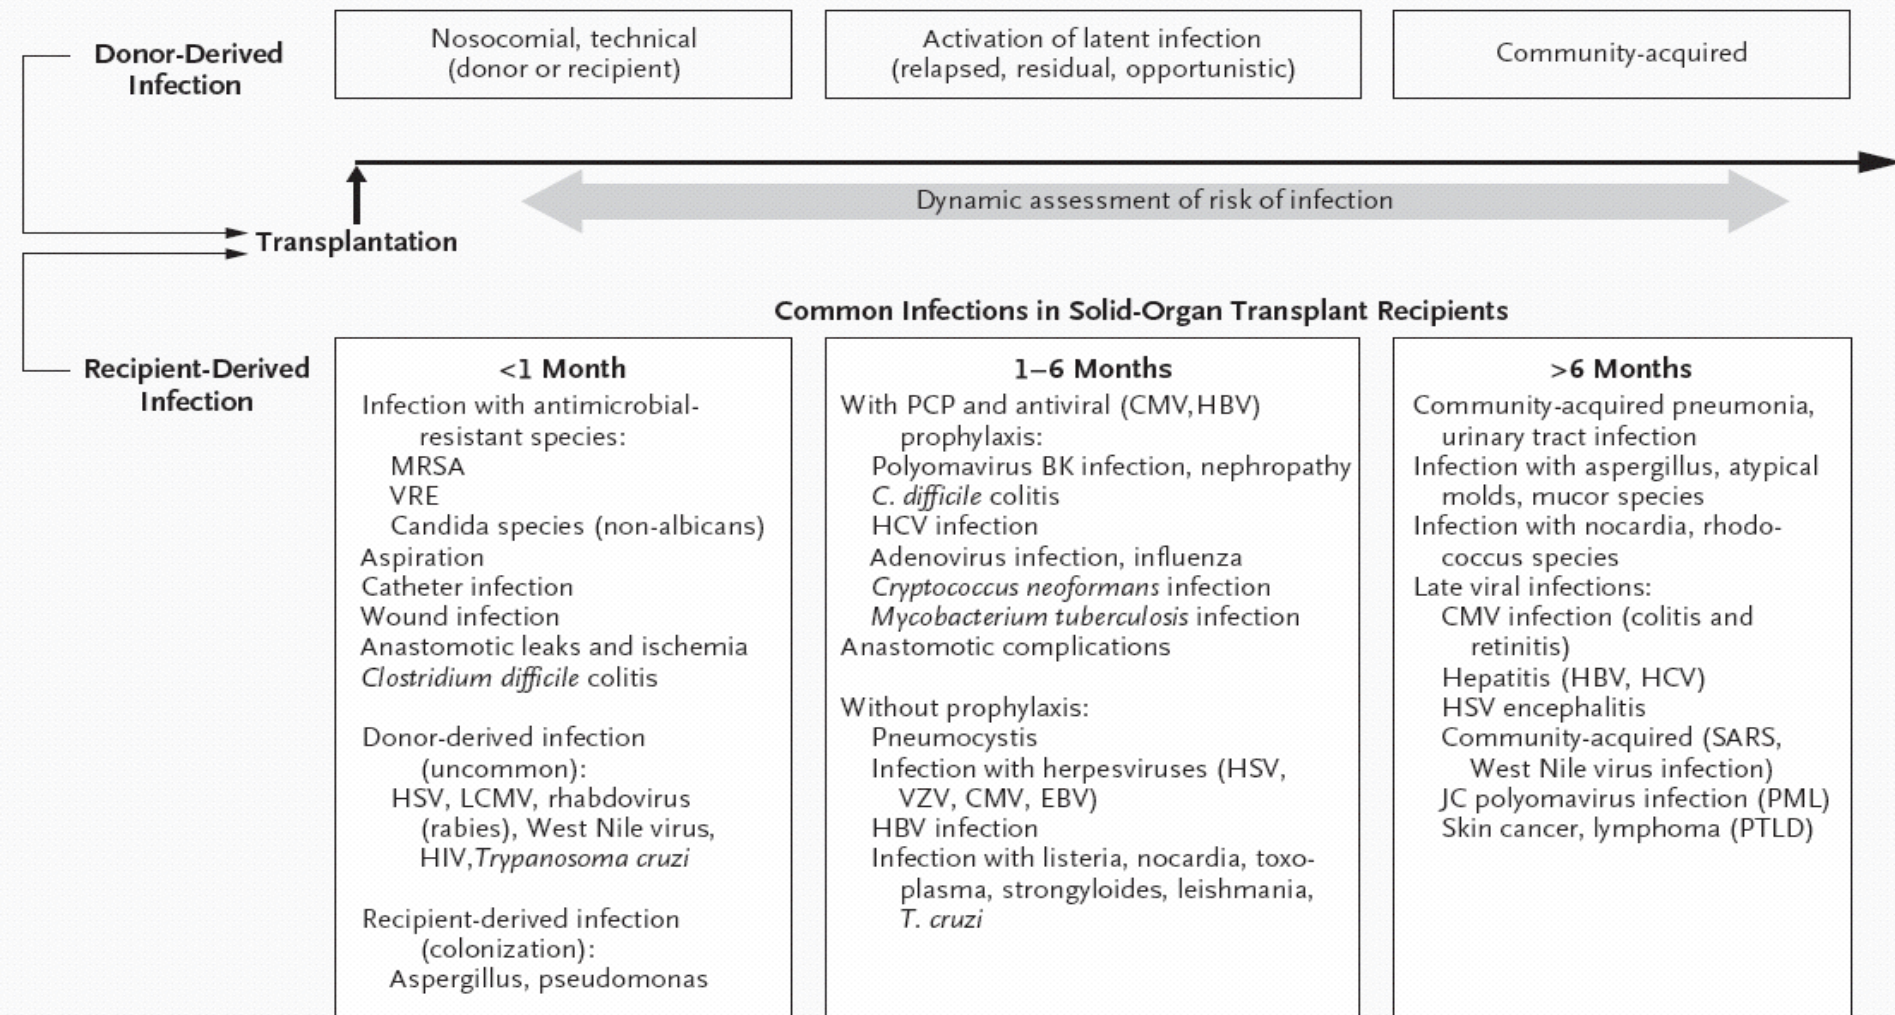 Donor-Derived
Infection
Nosocomial, technical
(donor or recipient)
Activation of latent infection
(relapsed, residual, opportunistic)
Community-acquired
Dynamic assessment of risk of infection
Transplantation
Common Infections in Solid-Organ Transplant Recipients
Recipient-Derived
Infection
<1 Month
Infection with antimicrobial-
resistant species:
MRSA
VRE
Candida species (non-albicans)
Aspiration
Catheter infection
Wound infection
Anastomotic leaks and ischemia
Clostridium difficile colitis
Donor-derived infection
(uncommon):
HSV, LCMV, rhabdovirus
(rabies), West Nile virus,
HIV,Trypanosoma cruzi
Recipient-derived infection
(colonization):
Aspergillus, pseudomonas
1–6 Months
With PCP and antiviral (CMV,HBV)
prophylaxis:
Polyomavirus BK infection, nephropathy
C. difficile colitis
HCV infection
Adenovirus infection, influenza
Cryptococcus neoformans infection
Mycobacterium tuberculosis infection
Anastomotic complications
Without prophylaxis:
Pneumocystis
Infection with herpesviruses (HSV,
VZV, CMV, EBV)
HBV infection
Infection with listeria, nocardia, toxo-
plasma, strongyloides, leishmania,
T. cruzi
>6 Months
Community-acquired pneumonia,
urinary tract infection
Infection with aspergillus, atypical
molds, mucor species
Infection with nocardia, rhodo-
coccus species
Late viral infections:
CMV infection (colitis and
retinitis)
Hepatitis (HBV, HCV)
HSV encephalitis
Community-acquired (SARS,
West Nile virus infection)
JC polyomavirus infection (PML)
Skin cancer, lymphoma (PTLD)